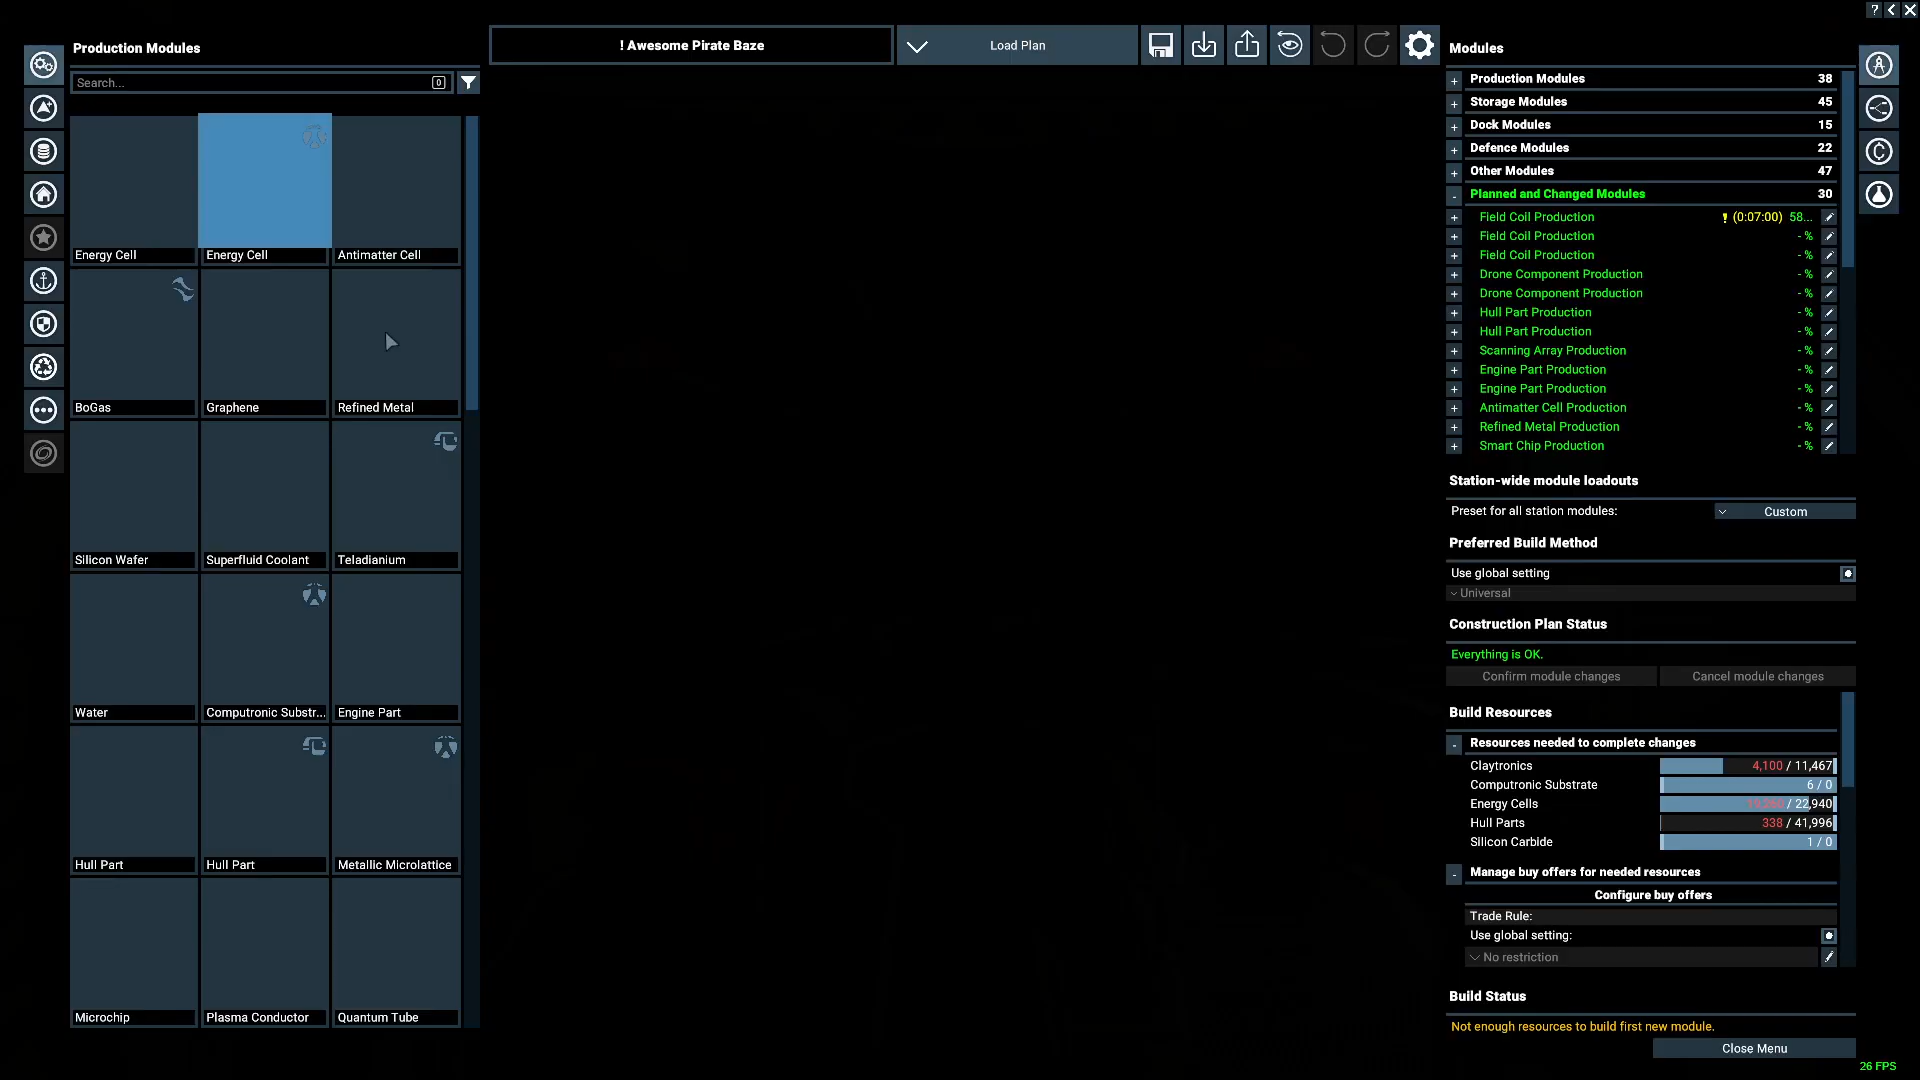 Production Modules
Search...
0
Energy Cell
Energy Cell
Antimatter Cell
BoGas
Graphene
Refined Metal
Silicon Wafer
Superfluid Coolant
Teladianium
Water
Computronic Substr...
Engine Part
Hull Part
Hull Part
Metallic Microlattice
Microchip
Plasma Conductor
Quantum Tube
! Awesome Pirate Baze
Load Plan
?
Modules
+ Production Modules 38
+ Storage Modules 45
+ Dock Modules 15
+ Defence Modules 22
+ Other Modules 47
- Planned and Changed Modules 30
+ Field Coil Production ! (0:07:00) 58...
+ Field Coil Production - %
+ Field Coil Production - %
+ Drone Component Production - %
+ Drone Component Production - %
+ Hull Part Production - %
+ Hull Part Production - %
+ Scanning Array Production - %
+ Engine Part Production - %
+ Engine Part Production - %
+ Antimatter Cell Production - %
+ Refined Metal Production - %
+ Smart Chip Production - %
Station-wide module loadouts
Preset for all station modules: Custom
Preferred Build Method
Use global setting
Universal
Construction Plan Status
Everything is OK.
Confirm module changes Cancel module changes
Build Resources
- Resources needed to complete changes
Claytronics 4,100 / 11,467
Computronic Substrate 6 / 0
Energy Cells / 22,940
Hull Parts 338 / 41,996
Silicon Carbide 1 / 0
- Manage buy offers for needed resources
Configure buy offers
Trade Rule:
Use global setting:
No restriction
Build Status
Not enough resources to build first new module.
Close Menu
26 FPS